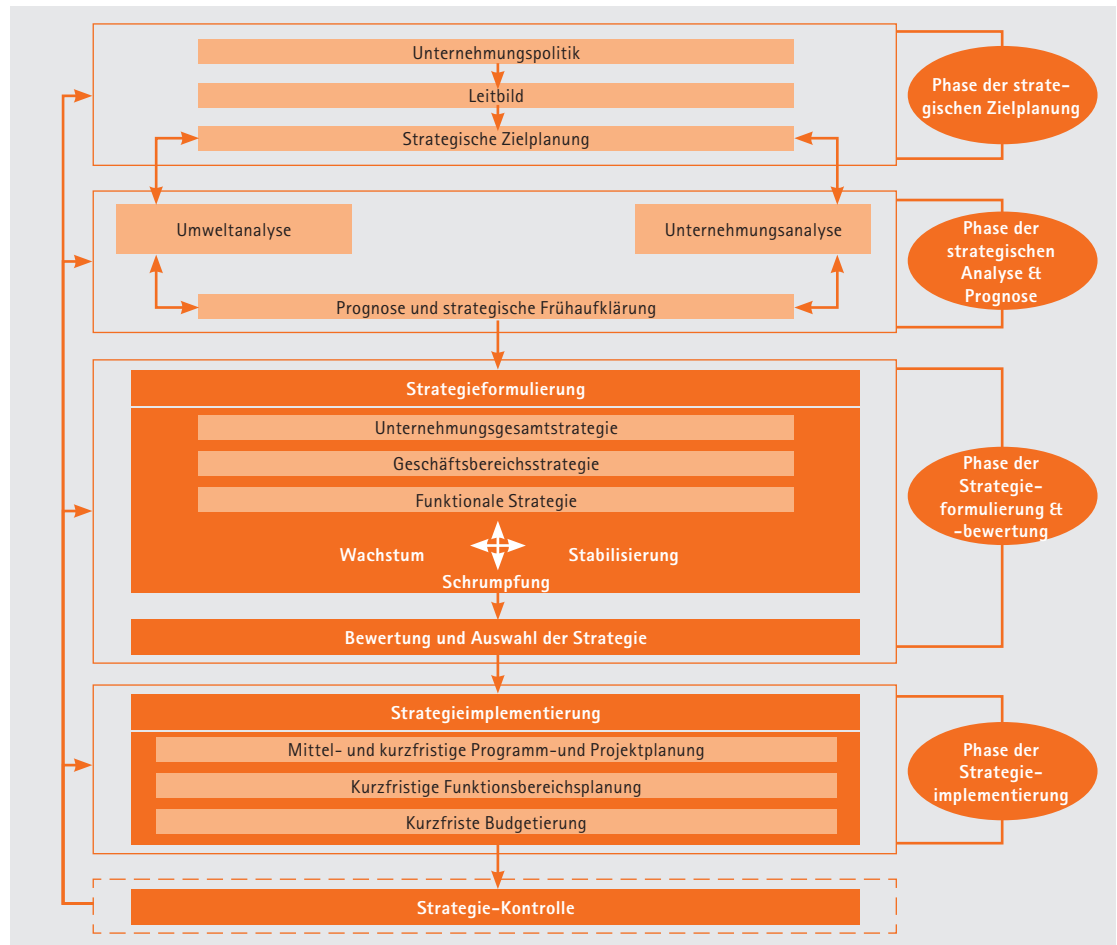 Unternehmungspolitik
Leitbild
Strategische Zielplanung
Phase der strate-
gischen Zielplanung
Umweltanalyse
Unternehmungsanalyse
Prognose und strategische Frühaufklärung
Phase der
strategischen
Analyse &
Prognose
Strategieformulierung
Unternehmungsgesamtstrategie
Geschäftsbereichsstrategie
Funktionale Strategie
Wachstum
Stabilisierung
Schrumpfung
Bewertung und Auswahl der Strategie
Phase der
Strategie-
formulierung &
-bewertung
Strategieimplementierung
Mittel- und kurzfristige Programm-und Projektplanung
Kurzfristige Funktionsbereichsplanung
Kurzfriste Budgetierung
Phase der
Strategie-
implementierung
Strategie-Kontrolle